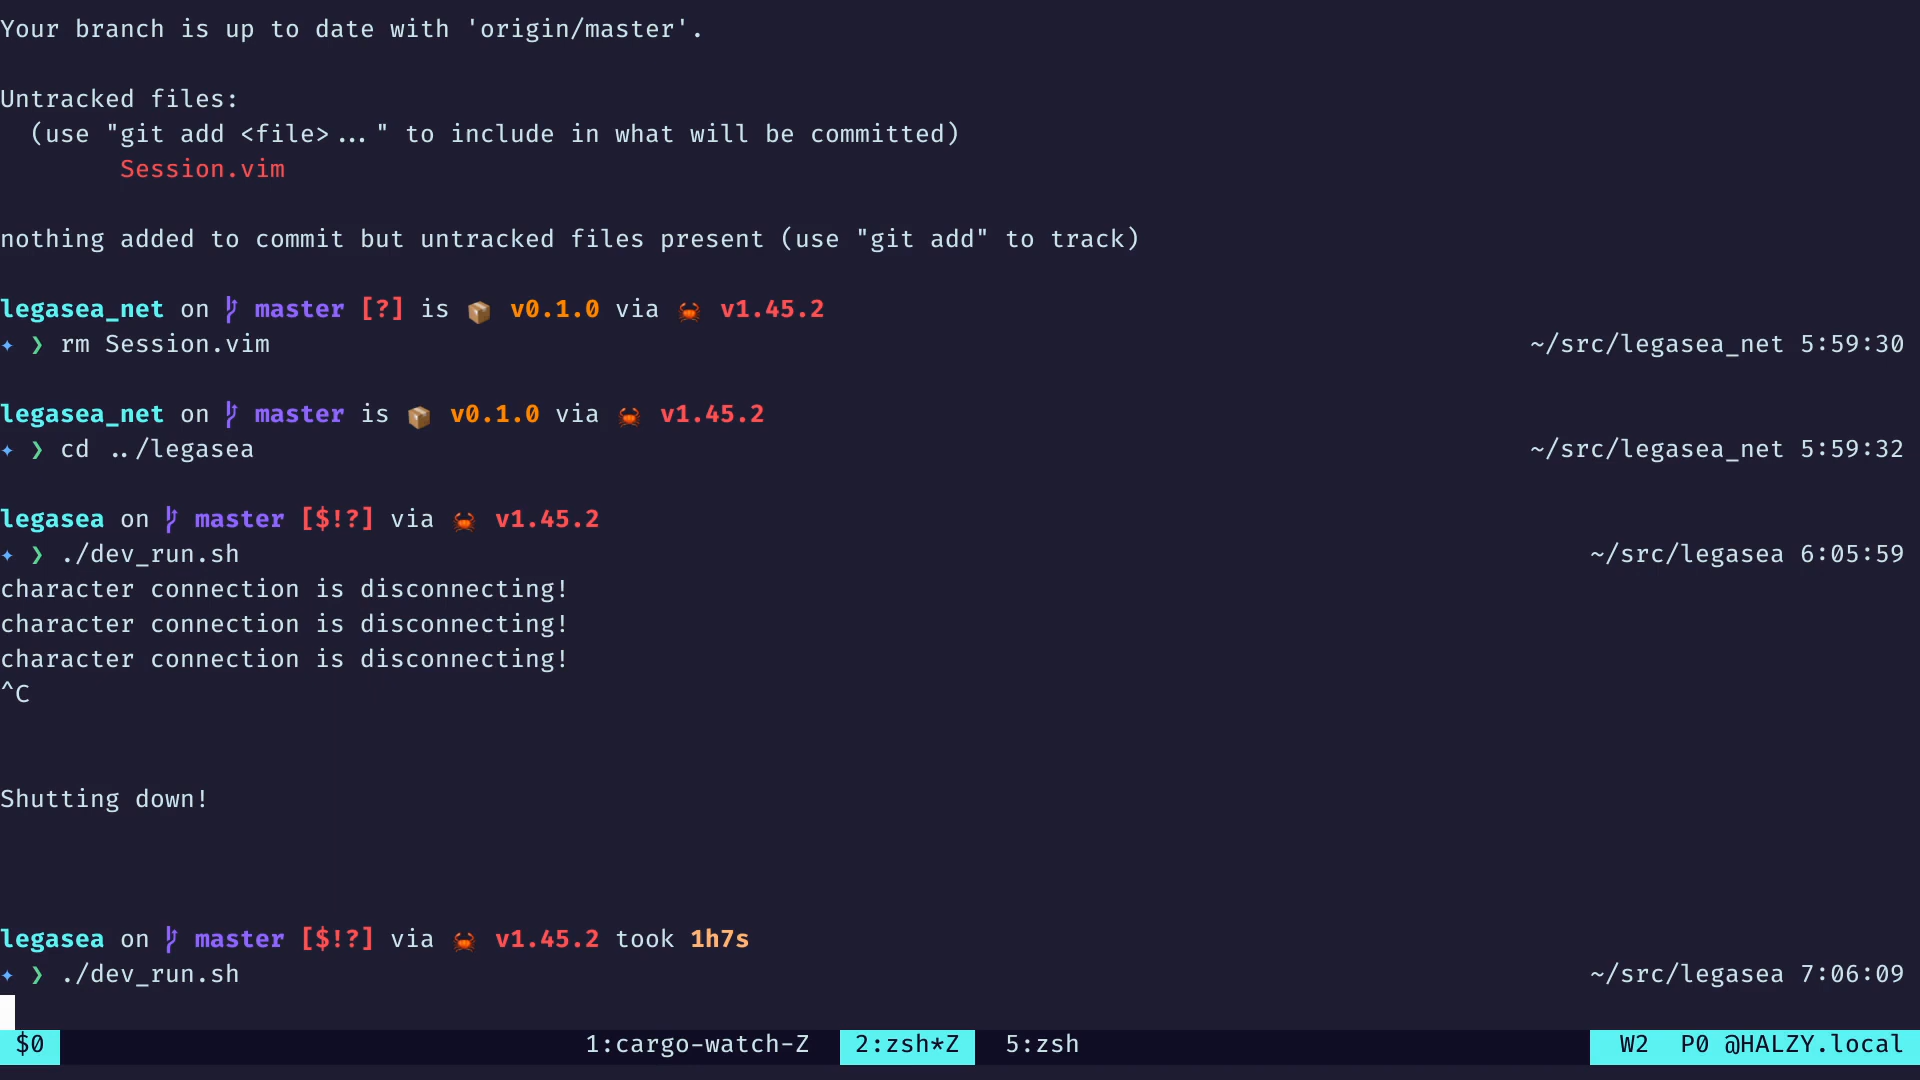 Your branch is up to date with 'origin/master'.
Untracked files:
(use "git add <file>..." to include in what will be committed)
Session.vim
nothing added to commit but untracked files present (use "git add" to track)
legasea_net on master [?] is 📦 v0.1.0 via 🦀 v1.45.2
✦ ❯ rm Session.vim ~/src/legasea_net 5:59:30
legasea_net on master is 📦 v0.1.0 via 🦀 v1.45.2
✦ ❯ cd ../legasea ~/src/legasea_net 5:59:32
legasea on master [$!?] via 🦀 v1.45.2
✦ ❯ ./dev_run.sh ~/src/legasea 6:05:59
character connection is disconnecting!
character connection is disconnecting!
character connection is disconnecting!
^C
Shutting down!
legasea on master [$!?] via 🦀 v1.45.2 took 1h7s
✦ ❯ ./dev_run.sh ~/src/legasea 7:06:09
$0 1:cargo-watch-Z 2:zsh*Z 5:zsh W2 P0 @HALZY.local